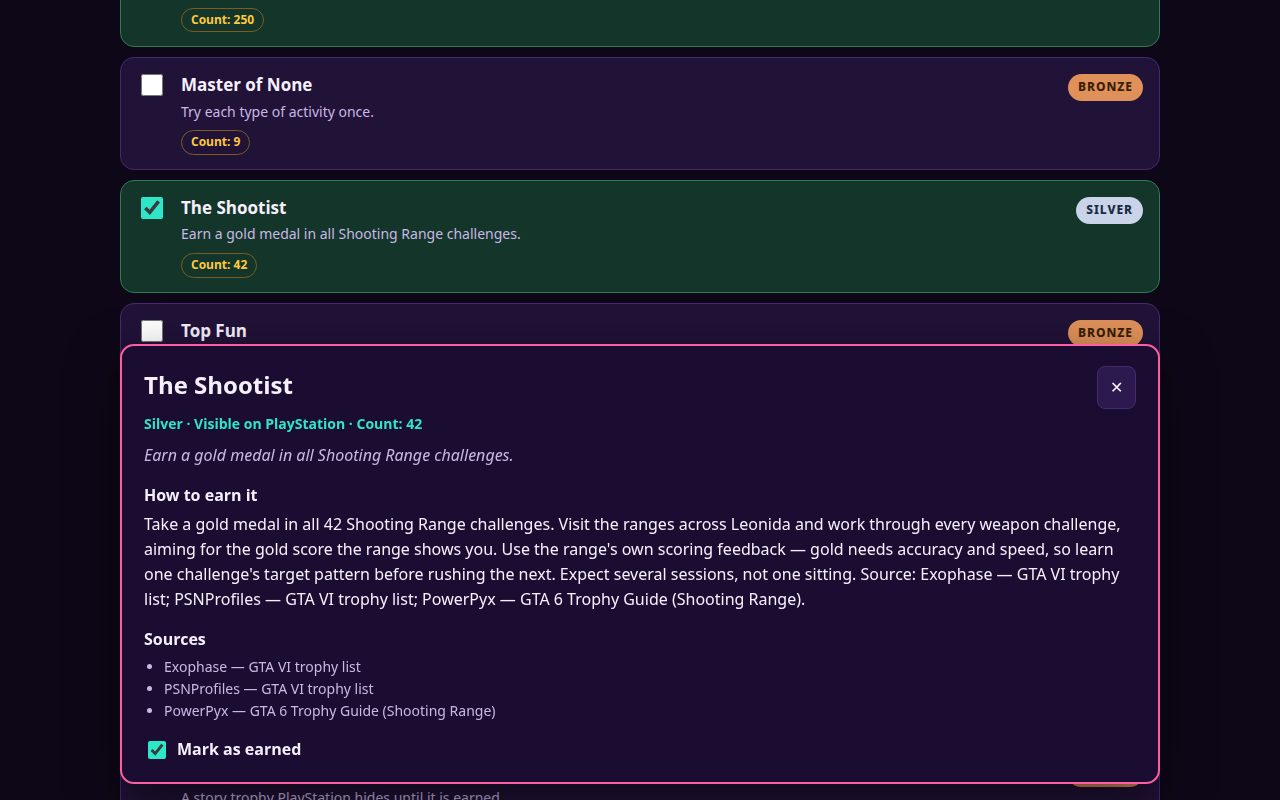 Count: 250
Master of None
BRONZE
Try each type of activity once.
Count: 9
The Shootist
SILVER
Earn a gold medal in all Shooting Range challenges.
Count: 42
Top Fun
BRONZE
The Shootist
✕
Silver · Visible on PlayStation · Count: 42
Earn a gold medal in all Shooting Range challenges.
How to earn it
Take a gold medal in all 42 Shooting Range challenges. Visit the ranges across Leonida and work through every weapon challenge,
aiming for the gold score the range shows you. Use the range's own scoring feedback — gold needs accuracy and speed, so learn
one challenge's target pattern before rushing the next. Expect several sessions, not one sitting. Source: Exophase — GTA VI trophy
list; PSNProfiles — GTA VI trophy list; PowerPyx — GTA 6 Trophy Guide (Shooting Range).
Sources
• Exophase — GTA VI trophy list
• PSNProfiles — GTA VI trophy list
• PowerPyx — GTA 6 Trophy Guide (Shooting Range)
Mark as earned
A story trophy PlayStation hides until it is earned